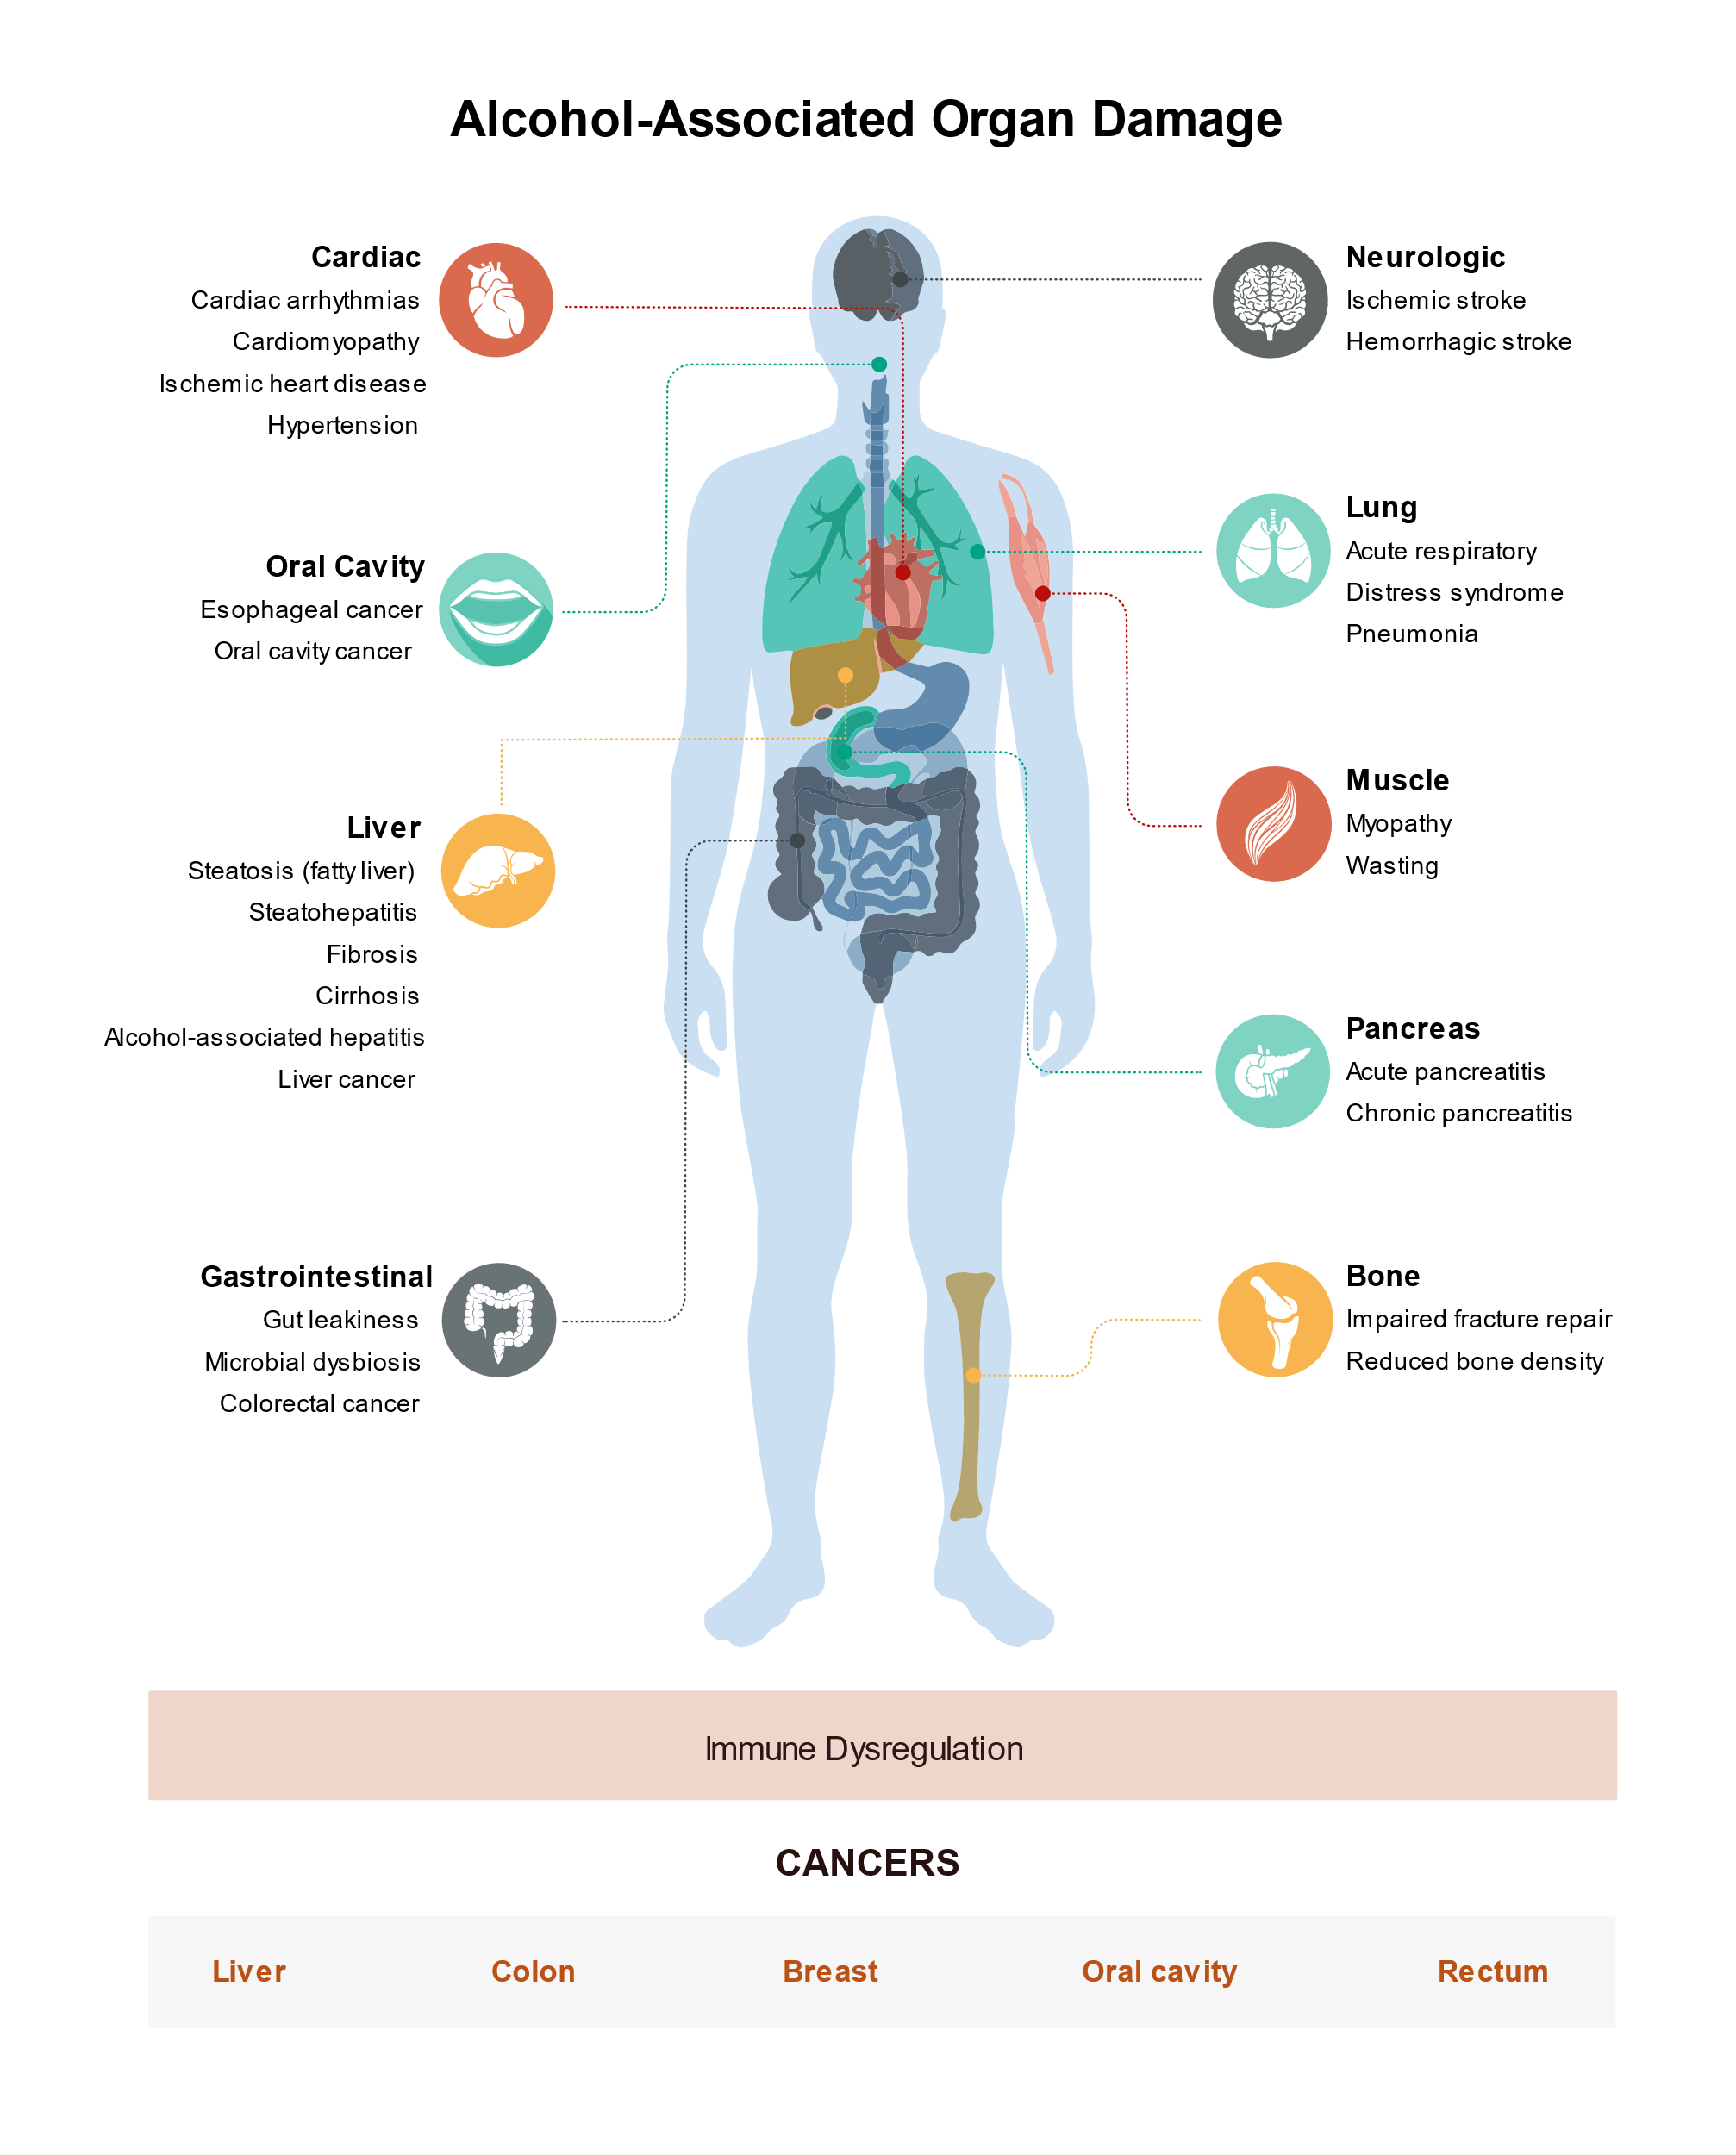 Alcohol-Associated Organ Damage
Cardiac
Cardiac arrhythmias
Cardiomyopathy
Ischemic heart disease
Hypertension
Oral Cavity
Esophageal cancer
Oral cavity cancer
Liver
Steatosis (fatty liver)
Steatohepatitis
Fibrosis
Cirrhosis
Alcohol-associated hepatitis
Liver cancer
Gastrointestinal
Gut leakiness
Microbial dysbiosis
Colorectal cancer
Neurologic
Ischemic stroke
Hemorrhagic stroke
Lung
Acute respiratory
Distress syndrome
Pneumonia
Muscle
Myopathy
Wasting
Pancreas
Acute pancreatitis
Chronic pancreatitis
Bone
Impaired fracture repair
Reduced bone density
Immune Dysregulation
CANCERS
Liver Colon Breast Oral cavity Rectum